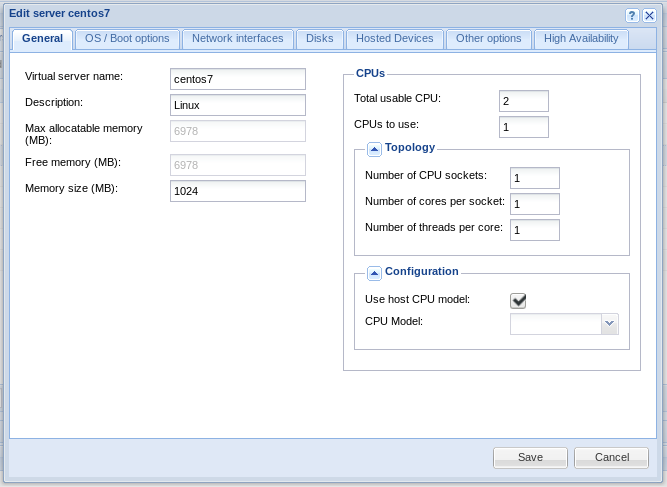 Edit server centos7
General
OS / Boot options
Network interfaces
Disks
Hosted Devices
Other options
High Availability
Virtual server name:
centos7
Description:
Linux
Max allocatable memory
(MB):
6978
Free memory (MB):
6978
Memory size (MB):
1024
CPUs
Total usable CPU:
2
CPUs to use:
1
Topology
Number of CPU sockets:
1
Number of cores per socket:
1
Number of threads per core:
1
Configuration
Use host CPU model:
CPU Model:
Save
Cancel